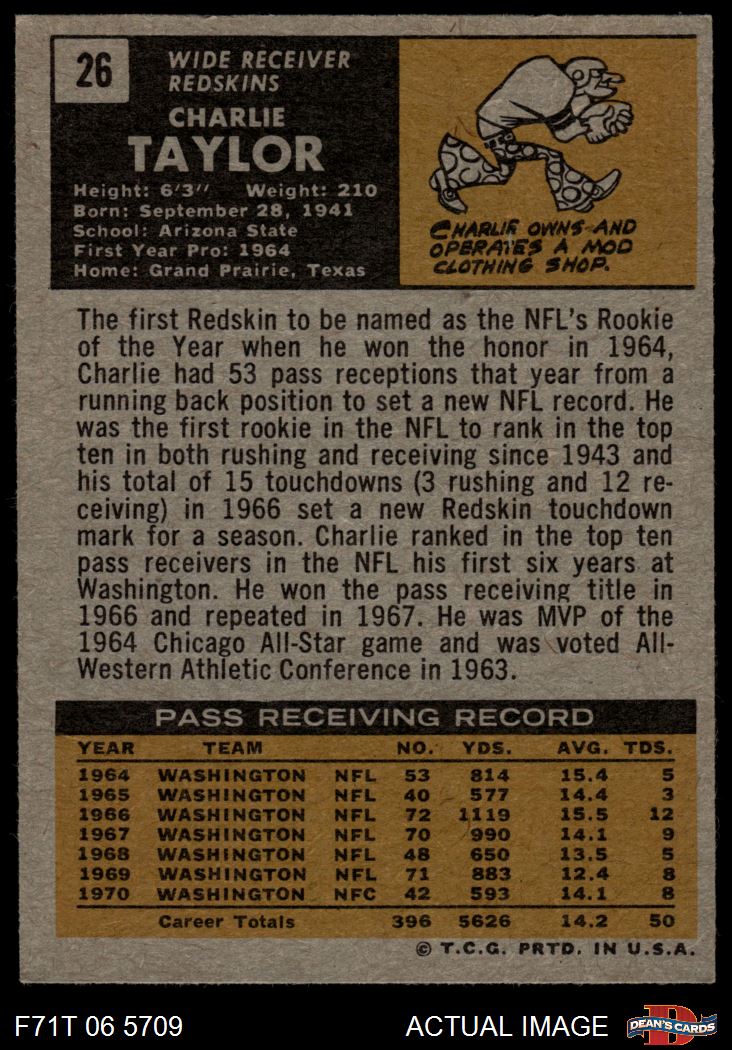 26
WIDE RECEIVER
REDSKINS
CHARLIE
TAYLOR
Height: 6'3'' Weight: 210
Born: September 28, 1941
School: Arizona State
First Year Pro: 1964
Home: Grand Prairie, Texas
CHARLIE OWNS AND
OPERATES A MOD
CLOTHING SHOP.
The first Redskin to be named as the NFL's Rookie
of the Year when he won the honor in 1964,
Charlie had 53 pass receptions that year from a
running back position to set a new NFL record. He
was the first rookie in the NFL to rank in the top
ten in both rushing and receiving since 1943 and
his total of 15 touchdowns (3 rushing and 12 re-
ceiving) in 1966 set a new Redskin touchdown
mark for a season. Charlie ranked in the top ten
pass receivers in the NFL his first six years at
Washington. He won the pass receiving title in
1966 and repeated in 1967. He was MVP of the
1964 Chicago All-Star game and was voted All-
Western Athletic Conference in 1963.
PASS RECEIVING RECORD
YEAR TEAM NO. YDS. AVG. TDS.
1964 WASHINGTON NFL 53 814 15.4 5
1965 WASHINGTON NFL 40 577 14.4 3
1966 WASHINGTON NFL 72 1119 15.5 12
1967 WASHINGTON NFL 70 990 14.1 9
1968 WASHINGTON NFL 48 650 13.5 5
1969 WASHINGTON NFL 71 883 12.4 8
1970 WASHINGTON NFC 42 593 14.1 8
Career Totals 396 5626 14.2 50
© T.C.G. PRTD. IN U.S.A.
F71T 06 5709 ACTUAL IMAGE
D
DEAN'S CARDS